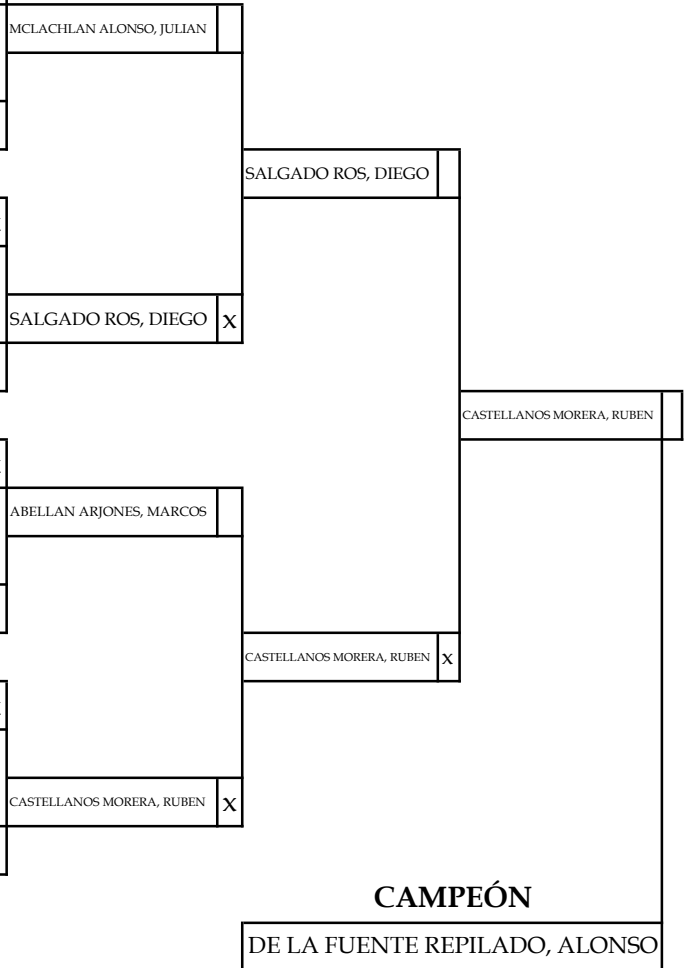 MCLACHLAN ALONSO, JULIAN
SALGADO ROS, DIEGO
SALGADO ROS, DIEGO X
CASTELLANOS MORERA, RUBEN
ABELLAN ARJONES, MARCOS
CASTELLANOS MORERA, RUBEN X
CASTELLANOS MORERA, RUBEN X
CAMPEÓN
DE LA FUENTE REPILADO, ALONSO